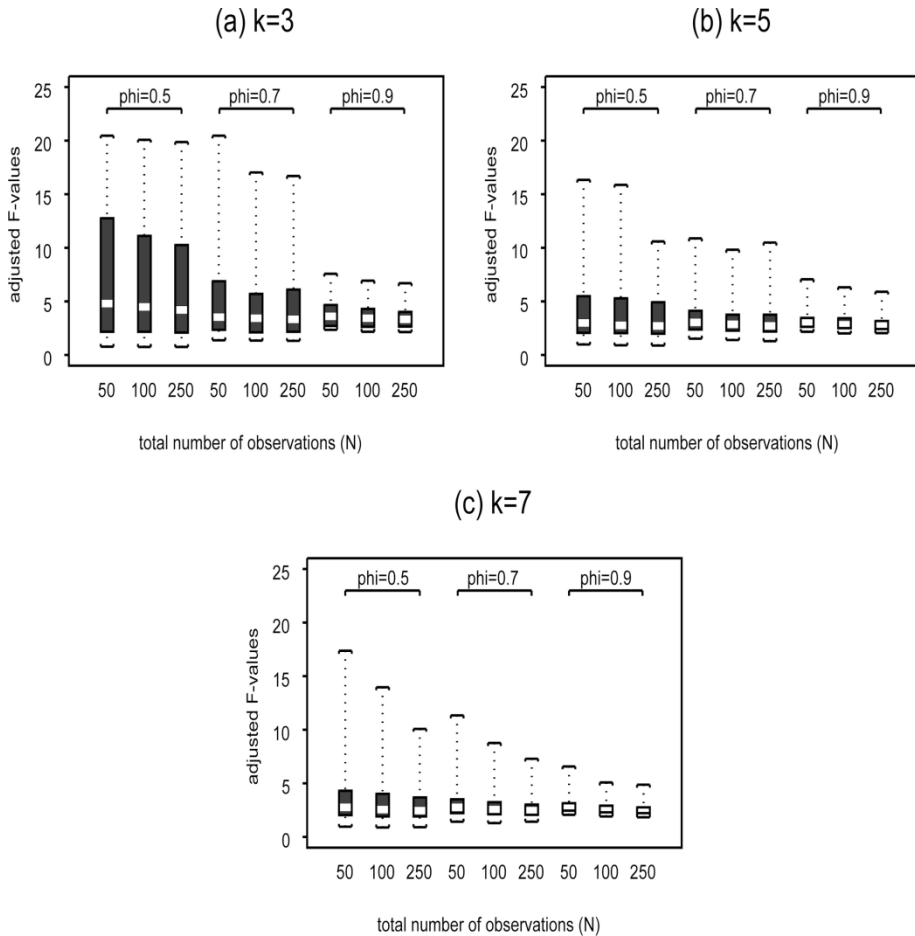 (a) k=3
(b) k=5
phi=0.5 phi=0.7 phi=0.9
phi=0.5 phi=0.7 phi=0.9
adjusted F-values
25
20
15
10
5
0
adjusted F-values
25
20
15
10
5
0
50 100 250 50 100 250 50 100 250
50 100 250 50 100 250 50 100 250
total number of observations (N)
total number of observations (N)
(c) k=7
phi=0.5 phi=0.7 phi=0.9
adjusted F-values
25
20
15
10
5
0
50 100 250 50 100 250 50 100 250
total number of observations (N)